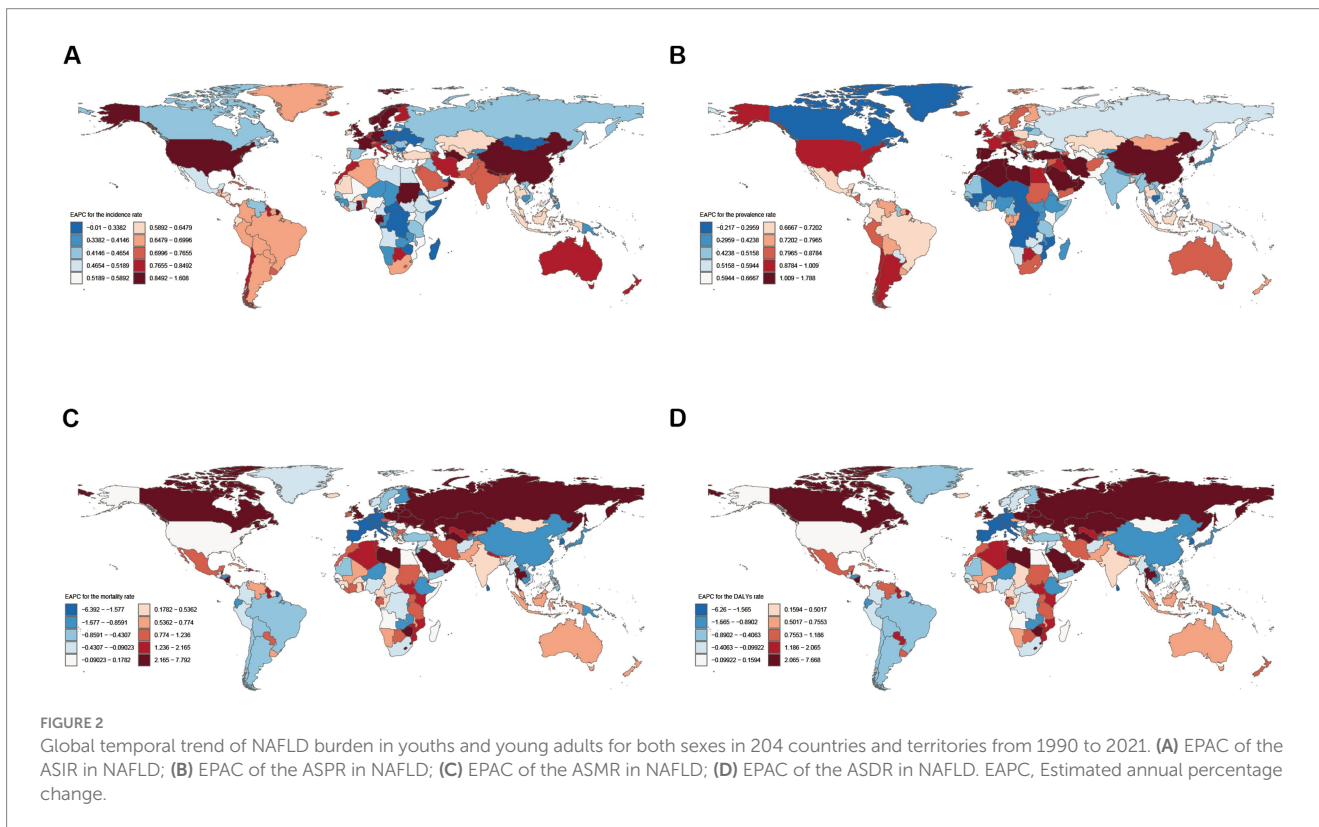 A
B
EAPC for the incidence rate
−0.01 − 0.3382
0.3382 − 0.4146
0.4146 − 0.4654
0.4654 − 0.5189
0.5189 − 0.5892
0.5892 − 0.6479
0.6479 − 0.6996
0.6996 − 0.7655
0.7655 − 0.8492
0.8492 − 1.608
EAPC for the prevalence rate
−0.217 − 0.2959
0.2959 − 0.4238
0.4238 − 0.5158
0.5158 − 0.5944
0.5944 − 0.6667
0.6667 − 0.7202
0.7202 − 0.7965
0.7965 − 0.8784
0.8784 − 1.009
1.009 − 1.788
C
D
EAPC for the mortality rate
−6.392 − −1.577
−1.577 − −0.8591
−0.8591 − −0.4307
−0.4307 − −0.09023
−0.09023 − 0.1782
0.1782 − 0.5362
0.5362 − 0.774
0.774 − 1.236
1.236 − 2.165
2.165 − 7.792
EAPC for the DALYs rate
−6.26 − −1.565
−1.565 − −0.8902
−0.8902 − −0.4063
−0.4063 − −0.09922
−0.09922 − 0.1594
0.1594 − 0.5017
0.5017 − 0.7553
0.7553 − 1.186
1.186 − 2.065
2.065 − 7.668
FIGURE 2
Global temporal trend of NAFLD burden in youths and young adults for both sexes in 204 countries and territories from 1990 to 2021. (A) EPAC of the
ASIR in NAFLD; (B) EPAC of the ASPR in NAFLD; (C) EPAC of the ASMR in NAFLD; (D) EPAC of the ASDR in NAFLD. EAPC, Estimated annual percentage
change.